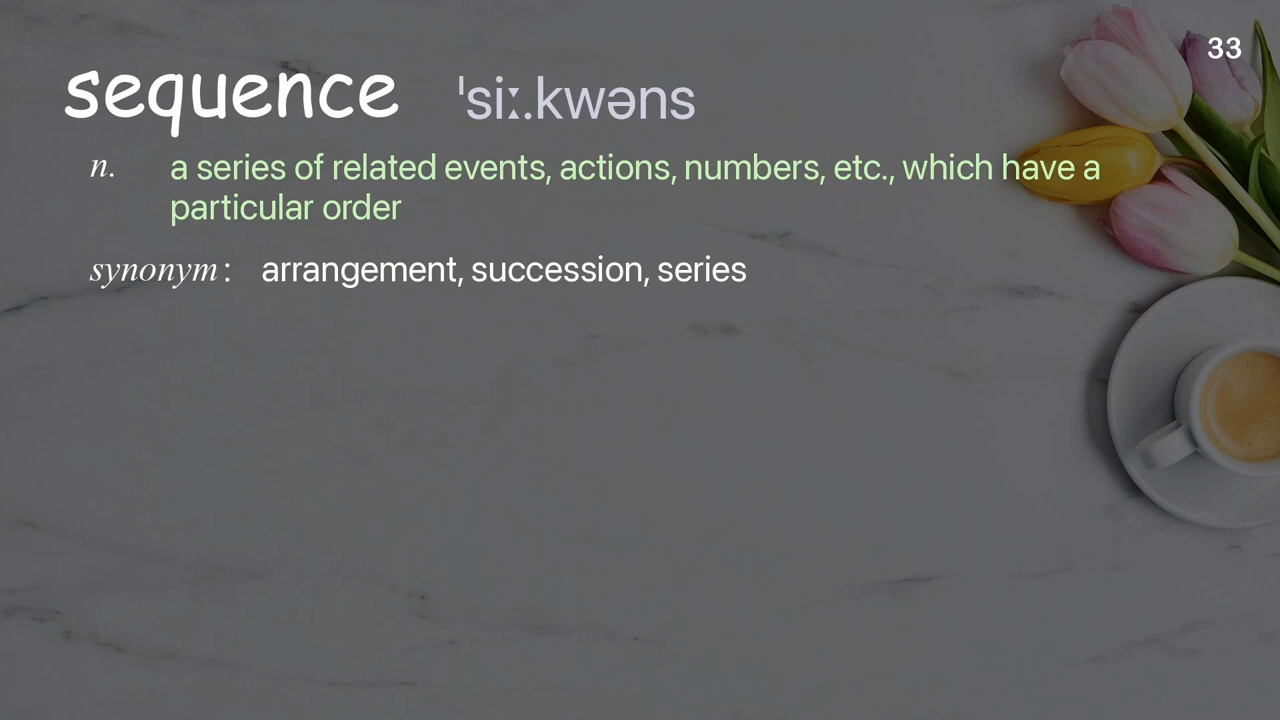 33
sequence ˈsiː.kwəns
n. a series of related events, actions, numbers, etc., which have a
particular order
synonym: arrangement, succession, series